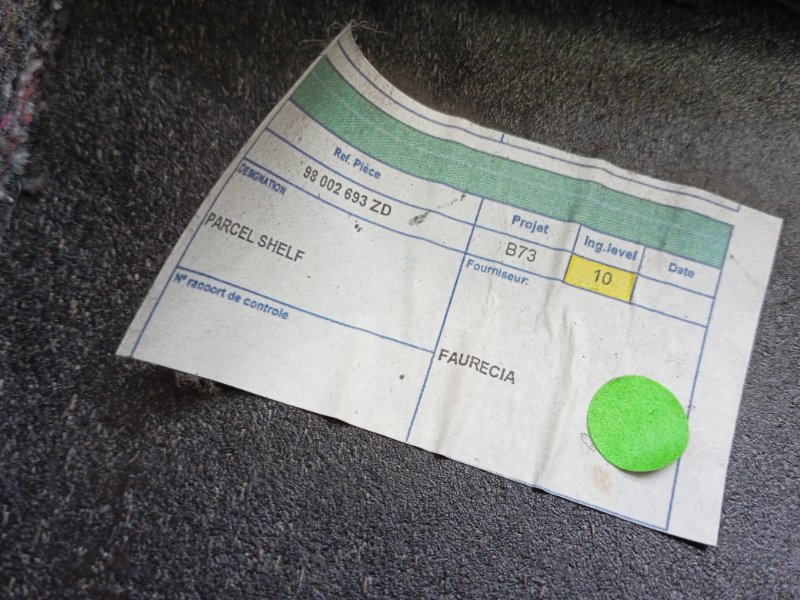 Ref. Pièce
98 002 693 ZD
Projet
B73
Ing.level
10
Date
DESIGNATION
PARCEL SHELF
Fournisseur:
FAURECIA
N° rapport de controle